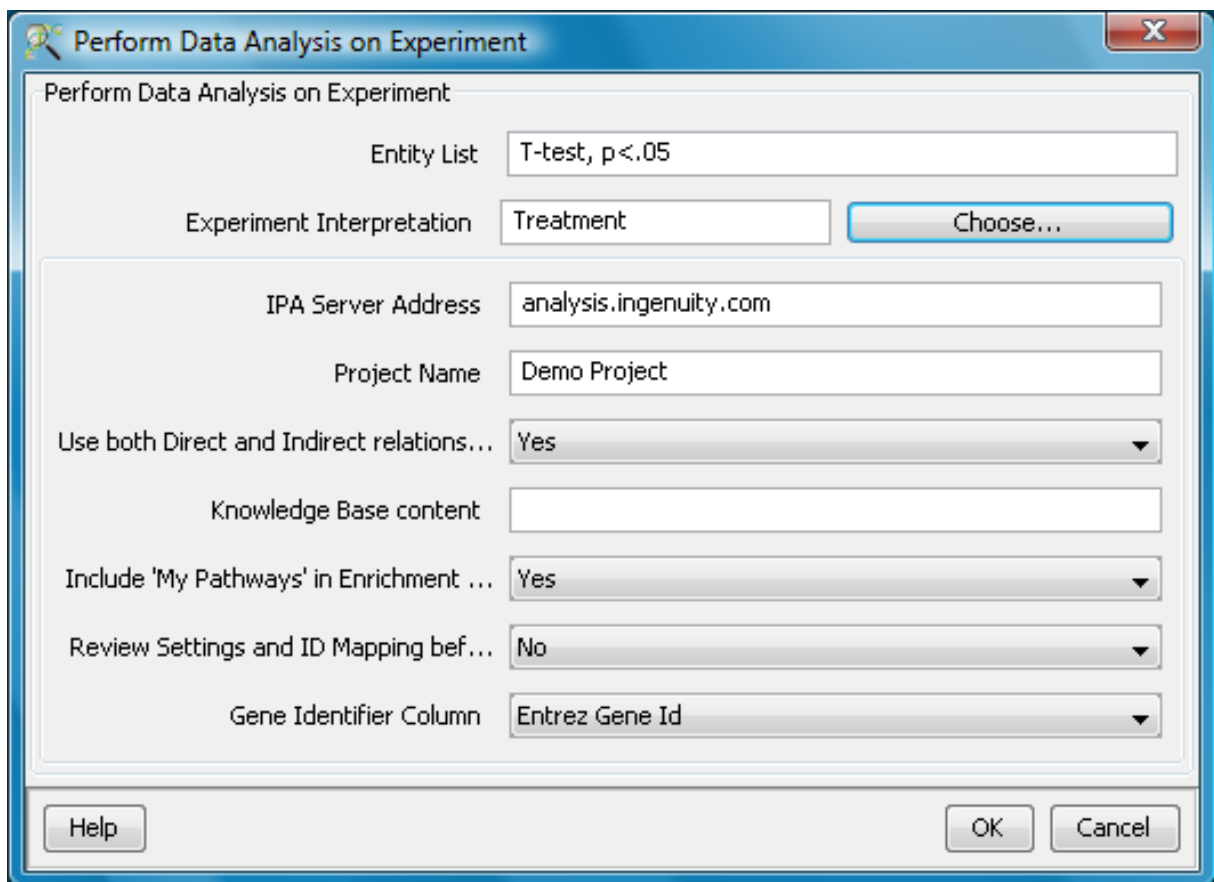 Perform Data Analysis on Experiment
X
Perform Data Analysis on Experiment
Entity List T-test, p<.05
Experiment Interpretation Treatment Choose...
IPA Server Address analysis.ingenuity.com
Project Name Demo Project
Use both Direct and Indirect relations... Yes
Knowledge Base content
Include 'My Pathways' in Enrichment ... Yes
Review Settings and ID Mapping bef... No
Gene Identifier Column Entrez Gene Id
Help OK Cancel